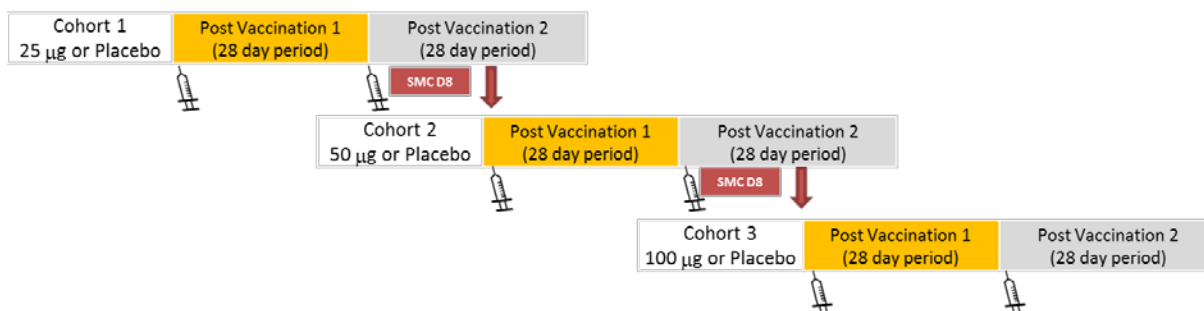 Cohort 1
25 μg or Placebo
Post Vaccination 1
(28 day period)
Post Vaccination 2
(28 day period)
SMC D8
Cohort 2
50 μg or Placebo
Post Vaccination 1
(28 day period)
Post Vaccination 2
(28 day period)
SMC D8
Cohort 3
100 μg or Placebo
Post Vaccination 1
(28 day period)
Post Vaccination 2
(28 day period)